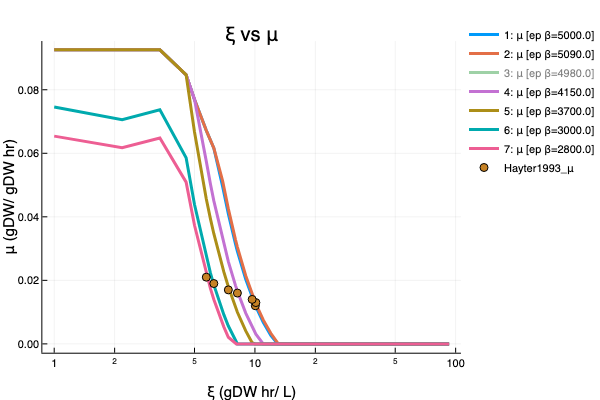 ξ vs μ
μ (gDW/ gDW hr)
0.08
0.06
0.04
0.02
0.00
1
2
5
10
2
5
100
ξ (gDW hr/ L)
1: μ [ep β=5000.0]
2: μ [ep β=5090.0]
3: μ [ep β=4980.0]
4: μ [ep β=4150.0]
5: μ [ep β=3700.0]
6: μ [ep β=3000.0]
7: μ [ep β=2800.0]
Hayter1993_μ